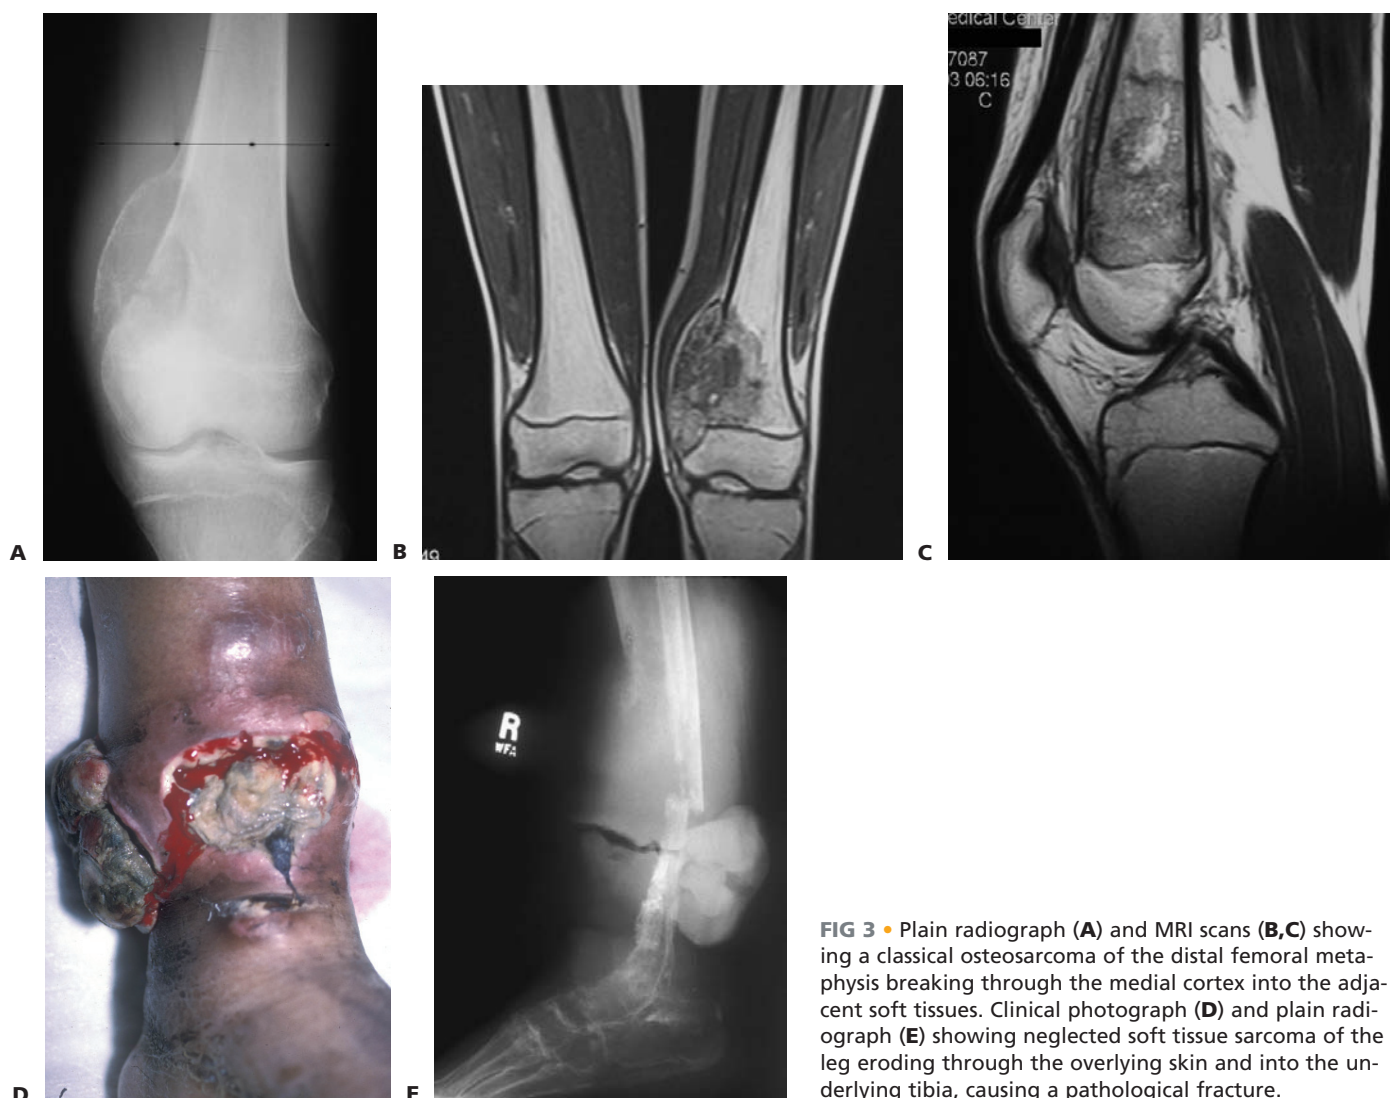 edical Center
7087
3 06:16
C
A
B
49
C
R
WFA
D
E
FIG 3 • Plain radiograph (A) and MRI scans (B,C) show-
ing a classical osteosarcoma of the distal femoral meta-
physis breaking through the medial cortex into the adja-
cent soft tissues. Clinical photograph (D) and plain radi-
ograph (E) showing neglected soft tissue sarcoma of the
leg eroding through the overlying skin and into the un-
derlying tibia, causing a pathological fracture.